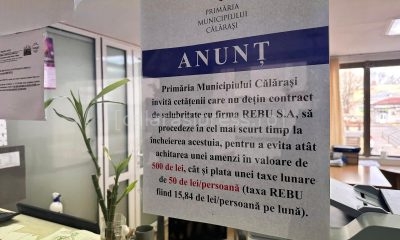 PRIMĂRIA
MUNICIPIULUI
CĂLĂRAȘI
ANUNȚ
Primăria Municipiului Călărași
invită cetățenii care nu dețin contract
de salubritate cu firma REBU S.A, să
procedeze în cel mai scurt timp la
încheierea acestuia, pentru a evita atât
achitarea unei amenzi în valoare de
500 de lei, cât și plata unei taxe lunare
de 50 de lei/persoană (taxa REBU
fiind 15,84 de lei/persoană pe lună).